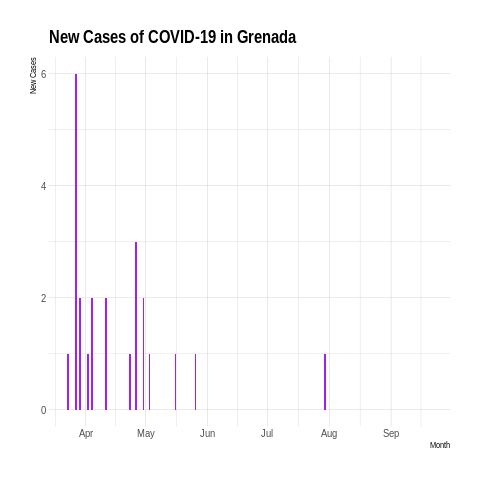 New Cases of COVID-19 in Grenada
New Cases
6
4
2
0
Apr May Jun Jul Aug Sep
Month